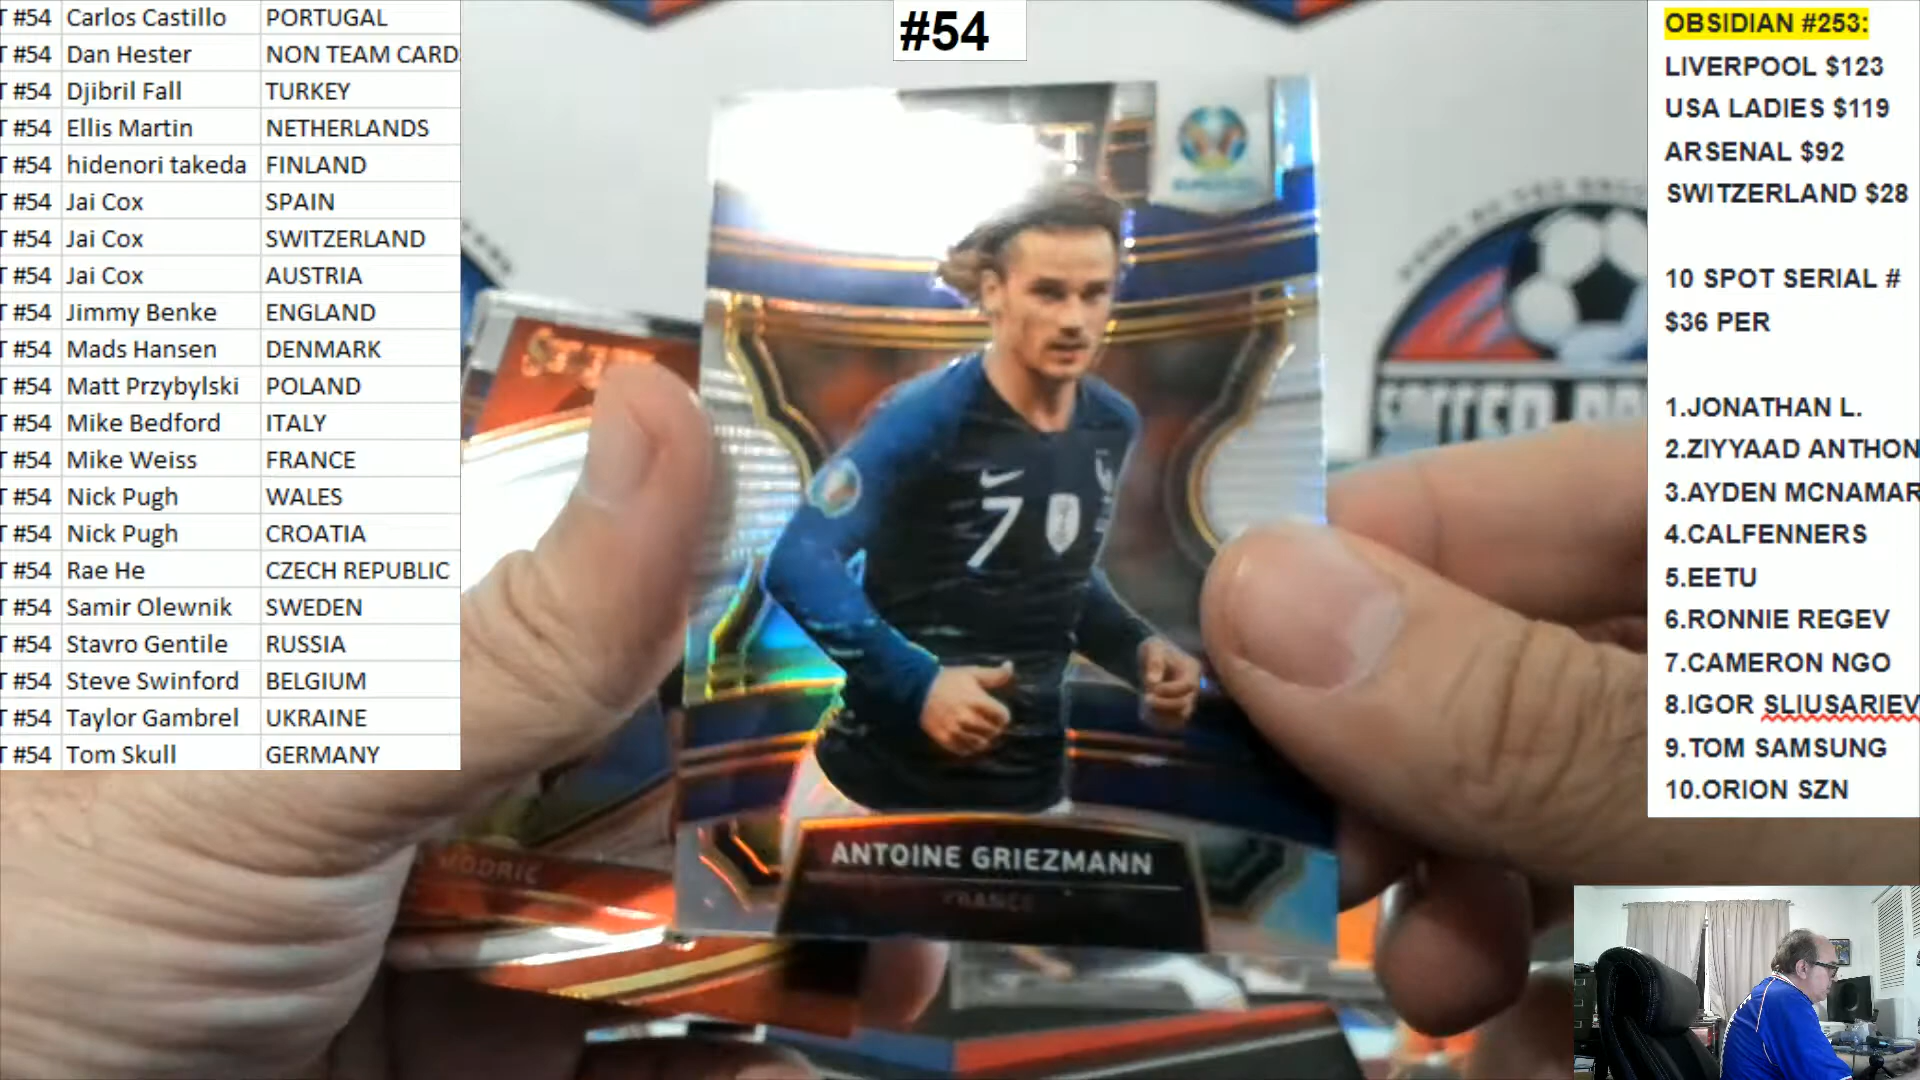 T #54 Carlos Castillo PORTUGAL
T #54 Dan Hester NON TEAM CARD
T #54 Djibril Fall TURKEY
T #54 Ellis Martin NETHERLANDS
T #54 hidenori takeda FINLAND
T #54 Jai Cox SPAIN
T #54 Jai Cox SWITZERLAND
T #54 Jai Cox AUSTRIA
T #54 Jimmy Benke ENGLAND
T #54 Mads Hansen DENMARK
T #54 Matt Przybylski POLAND
T #54 Mike Bedford ITALY
T #54 Mike Weiss FRANCE
T #54 Nick Pugh WALES
T #54 Nick Pugh CROATIA
T #54 Rae He CZECH REPUBLIC
T #54 Samir Olewnik SWEDEN
T #54 Stavro Gentile RUSSIA
T #54 Steve Swinford BELGIUM
T #54 Taylor Gambrel UKRAINE
T #54 Tom Skull GERMANY
#54
7
ANTOINE GRIEZMANN
FRANCE
MODRIC
OBSIDIAN #253:
LIVERPOOL $123
USA LADIES $119
ARSENAL $92
SWITZERLAND $28
10 SPOT SERIAL #
$36 PER
1.JONATHAN L.
2.ZIYYAAD ANTHON
3.AYDEN MCNAMAR
4.CALFENNERS
5.EETU
6.RONNIE REGEV
7.CAMERON NGO
8.IGOR SLIUSARIEV
9.TOM SAMSUNG
10.ORION SZN